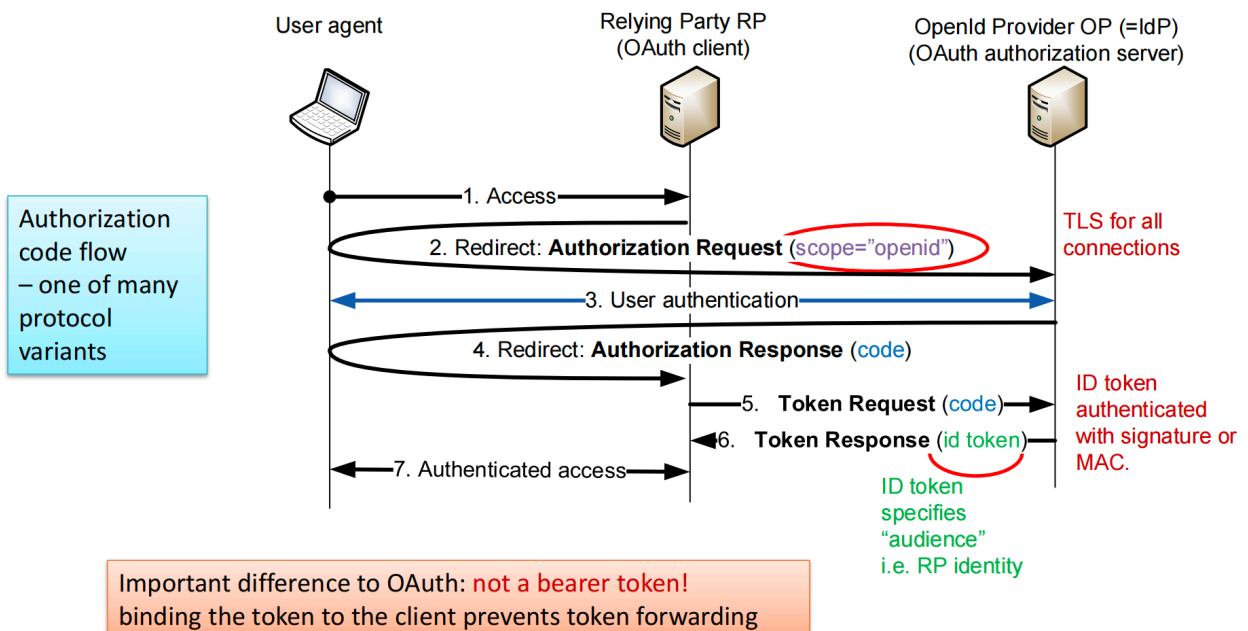 User agent
Relying Party RP
(OAuth client)
OpenId Provider OP (=IdP)
(OAuth authorization server)
1. Access
Authorization
code flow
– one of many
protocol
variants
2. Redirect: Authorization Request (scope=”openid”)
TLS for all
connections
3. User authentication
4. Redirect: Authorization Response (code)
5. Token Request (code)
6. Token Response (id token)
ID token
authenticated
with signature or
MAC.
7. Authenticated access
ID token
specifies
“audience”
i.e. RP identity
Important difference to OAuth: not a bearer token!
binding the token to the client prevents token forwarding